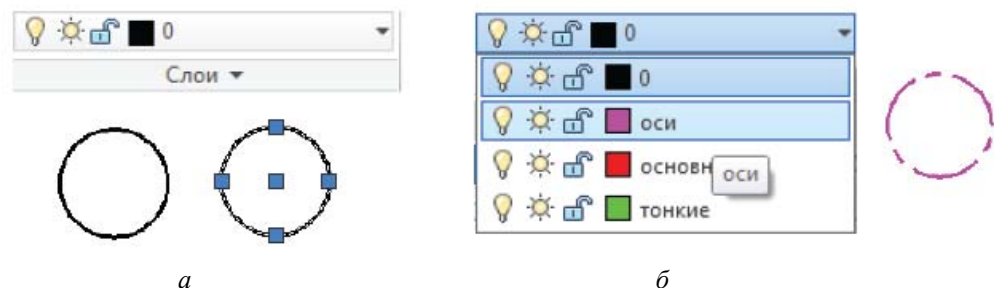 0
Слои
0
0
оси
основн
оси
тонкие
а
б